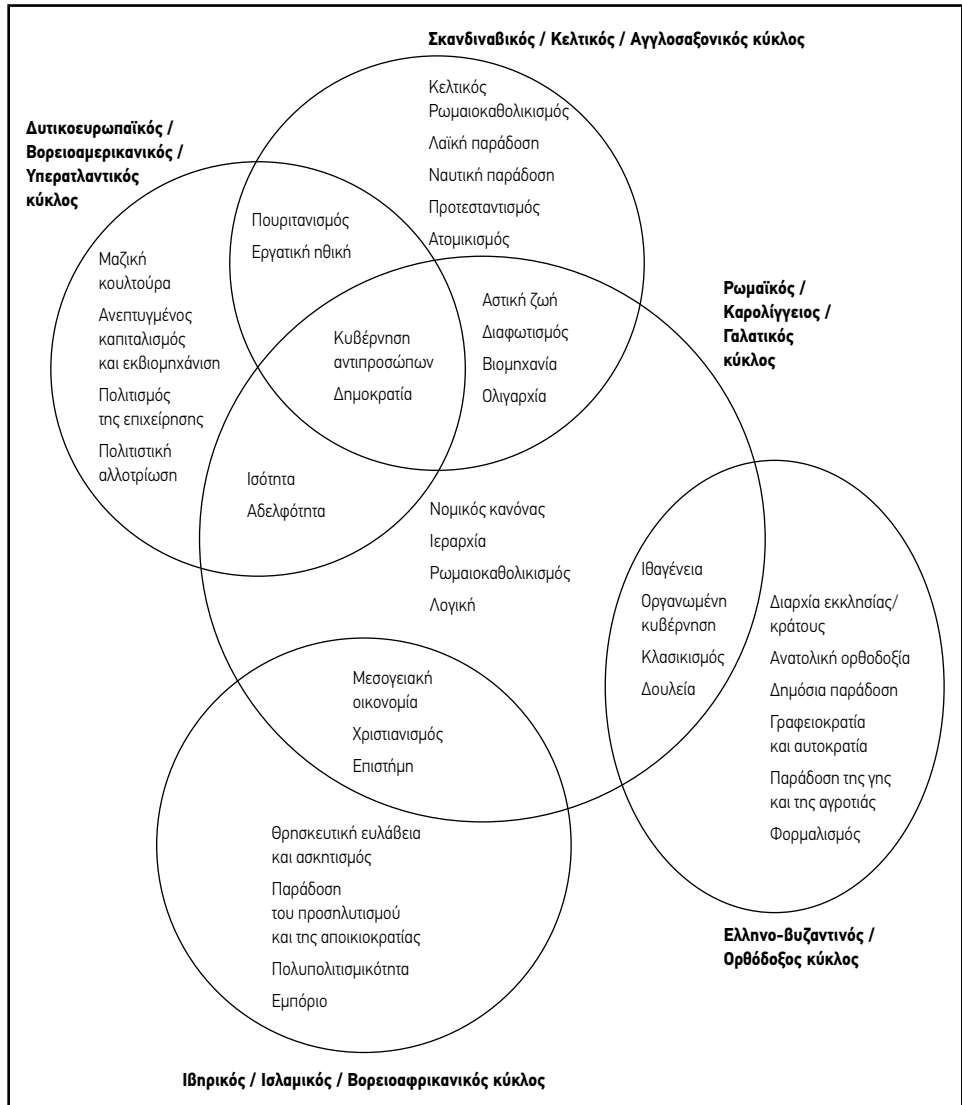 Σκανδιναβικός / Κελτικός / Αγγλοσαξονικός κύκλος
Κελτικός
Ρωμαιοκαθολικισμός
Λαϊκή παράδοση
Ναυτική παράδοση
Προτεσταντισμός
Ατομικισμός
Δυτικοευρωπαϊκός /
Βορειοαμερικανικός /
Υπερατλαντικός
κύκλος
Πουριτανισμός
Εργατική ηθική
Μαζική
κουλτούρα
Ανεπτυγμένος
καπιταλισμός
και εκβιομηχάνιση
Πολιτισμός
της επιχείρησης
Πολιτιστική
αλλοτρίωση
Κυβέρνηση
αντιπροσώπων
Δημοκρατία
Αστική ζωή
Διαφωτισμός
Βιομηχανία
Ολιγαρχία
Ρωμαϊκός /
Καρολίγγειος /
Γαλατικός
κύκλος
Ισότητα
Αδελφότητα
Νομικός κανόνας
Ιεραρχία
Ρωμαιοκαθολικισμός
Λογική
Ιθαγένεια
Οργανωμένη
κυβέρνηση
Κλασικισμός
Δουλεία
Διαρχία εκκλησίας/
κράτους
Ανατολική ορθοδοξία
Δημόσια παράδοση
Γραφειοκρατία
και αυτοκρατία
Παράδοση της γης
και της αγροτιάς
Φορμαλισμός
Μεσογειακή
οικονομία
Χριστιανισμός
Επιστήμη
Θρησκευτική ευλάβεια
και ασκητισμός
Παράδοση
του προσηλυτισμού
και της αποικιοκρατίας
Πολυπολιτισμικότητα
Εμπόριο
Ελληνο-βυζαντινός /
Ορθόδοξος κύκλος
Ιβηρικός / Ισλαμικός / Βορειοαφρικανικός κύκλος